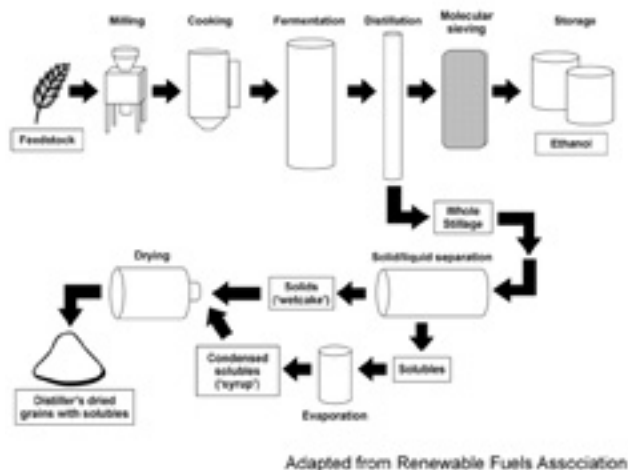 Milling
Cooking
Fermentation
Distillation
Molecular
sieving
Storage
Feedstock
Ethanol
Whole
Stillage
Solid/liquid separation
Drying
Solids
('wetcake')
Solubles
Condensed
solubles
('syrup')
Evaporation
Distiller's dried
grains with solubles
Adapted from Renewable Fuels Association